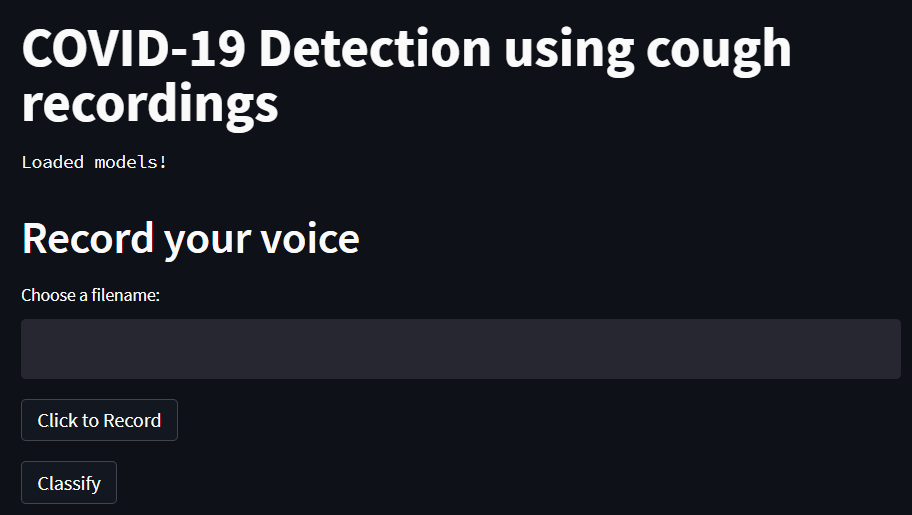 COVID-19 Detection using cough
recordings
Loaded models!
Record your voice
Choose a filename:
Click to Record
Classify